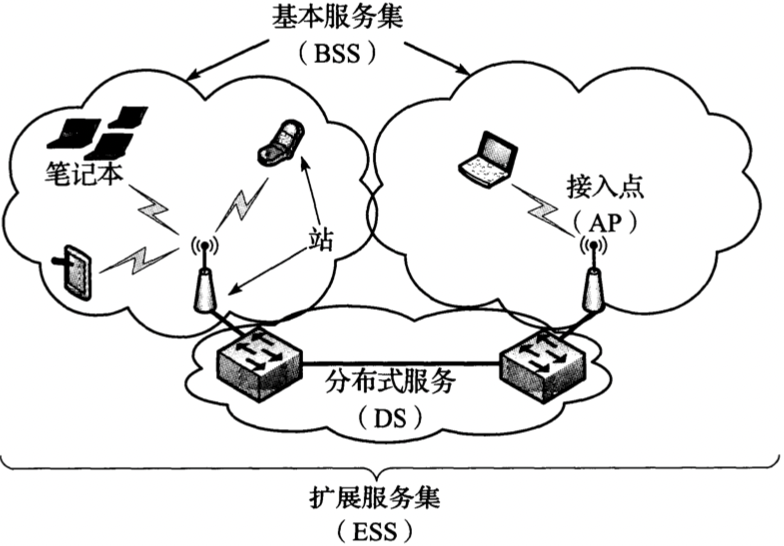 基本服务集
（BSS）
笔记本
接入点
（AP）
站
分布式服务
（DS）
扩展服务集
（ESS）